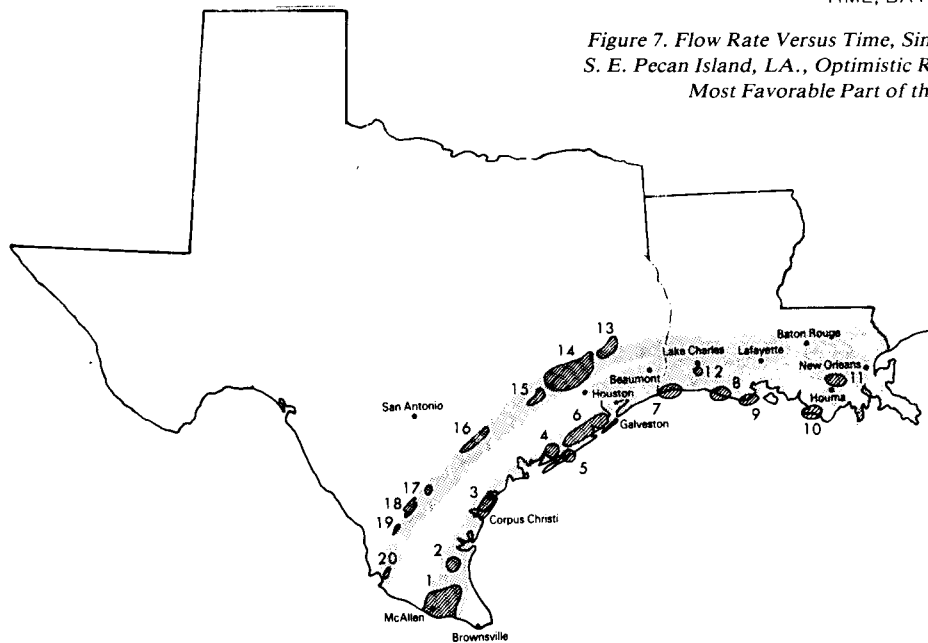 Figure 7. Flow Rate Versus Time, Sin
S. E. Pecan Island, LA., Optimistic R
Most Favorable Part of th
13
14
Baton Rouge
Lake Charles
Lafayette
New Orleans
12
11
15
Beaumont
Houston
8
Houma
San Antonio
16
6
7
9
Galveston
10
4
5
17
3
18
Corpus Christi
19
2
20
1
McAllen
Brownsville